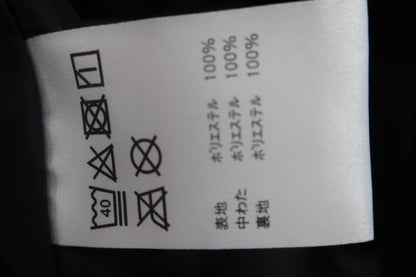 40
表地 ポリエステル 100%
中わた ポリエステル 100%
裏地 ポリエステル 100%